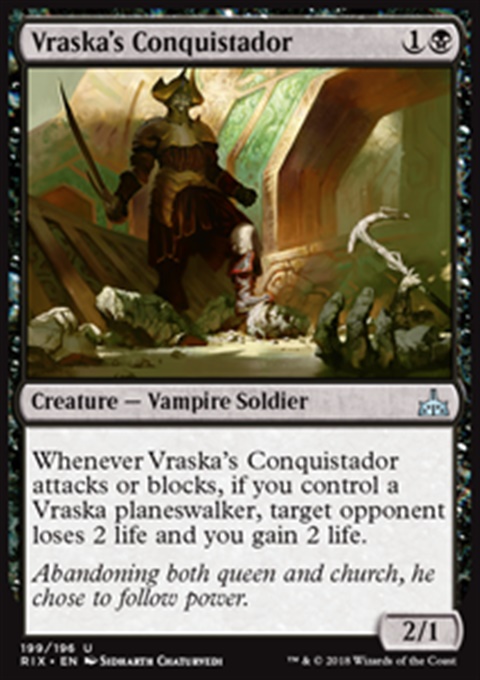 Vraska's Conquistador 1
Creature — Vampire Soldier
Whenever Vraska's Conquistador
attacks or blocks, if you control a
Vraska planeswalker, target opponent
loses 2 life and you gain 2 life.
Abandoning both queen and church, he
chose to follow power.
2/1
199/196 U
RIX • EN Sidharth Chaturvedi
™ & © 2018 Wizards of the Coast